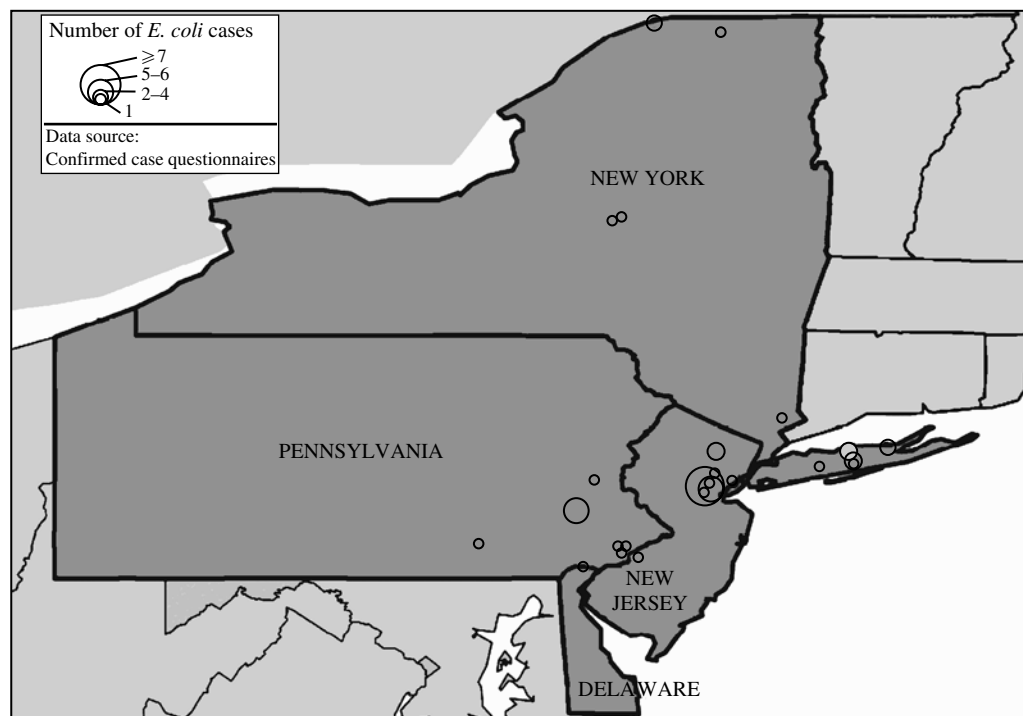 Number of E. coli cases
⩾7
5–6
2–4
1
Data source:
Confirmed case questionnaires
NEW YORK
PENNSYLVANIA
NEW
JERSEY
DELAWARE